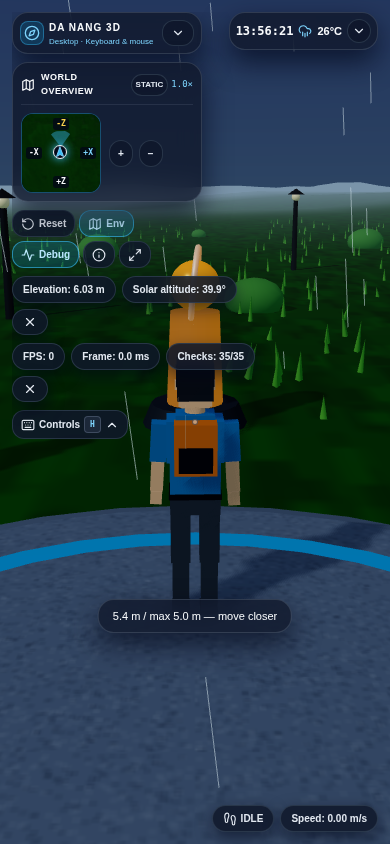 DA NANG 3D
Desktop · Keyboard & mouse
13:56:21 26°C
WORLD OVERVIEW
STATIC 1.0×
-Z
-X +X
+Z
+ −
Reset Env
Debug
Elevation: 6.03 m Solar altitude: 39.9°
FPS: 0 Frame: 0.0 ms Checks: 35/35
Controls H
5.4 m / max 5.0 m — move closer
IDLE Speed: 0.00 m/s